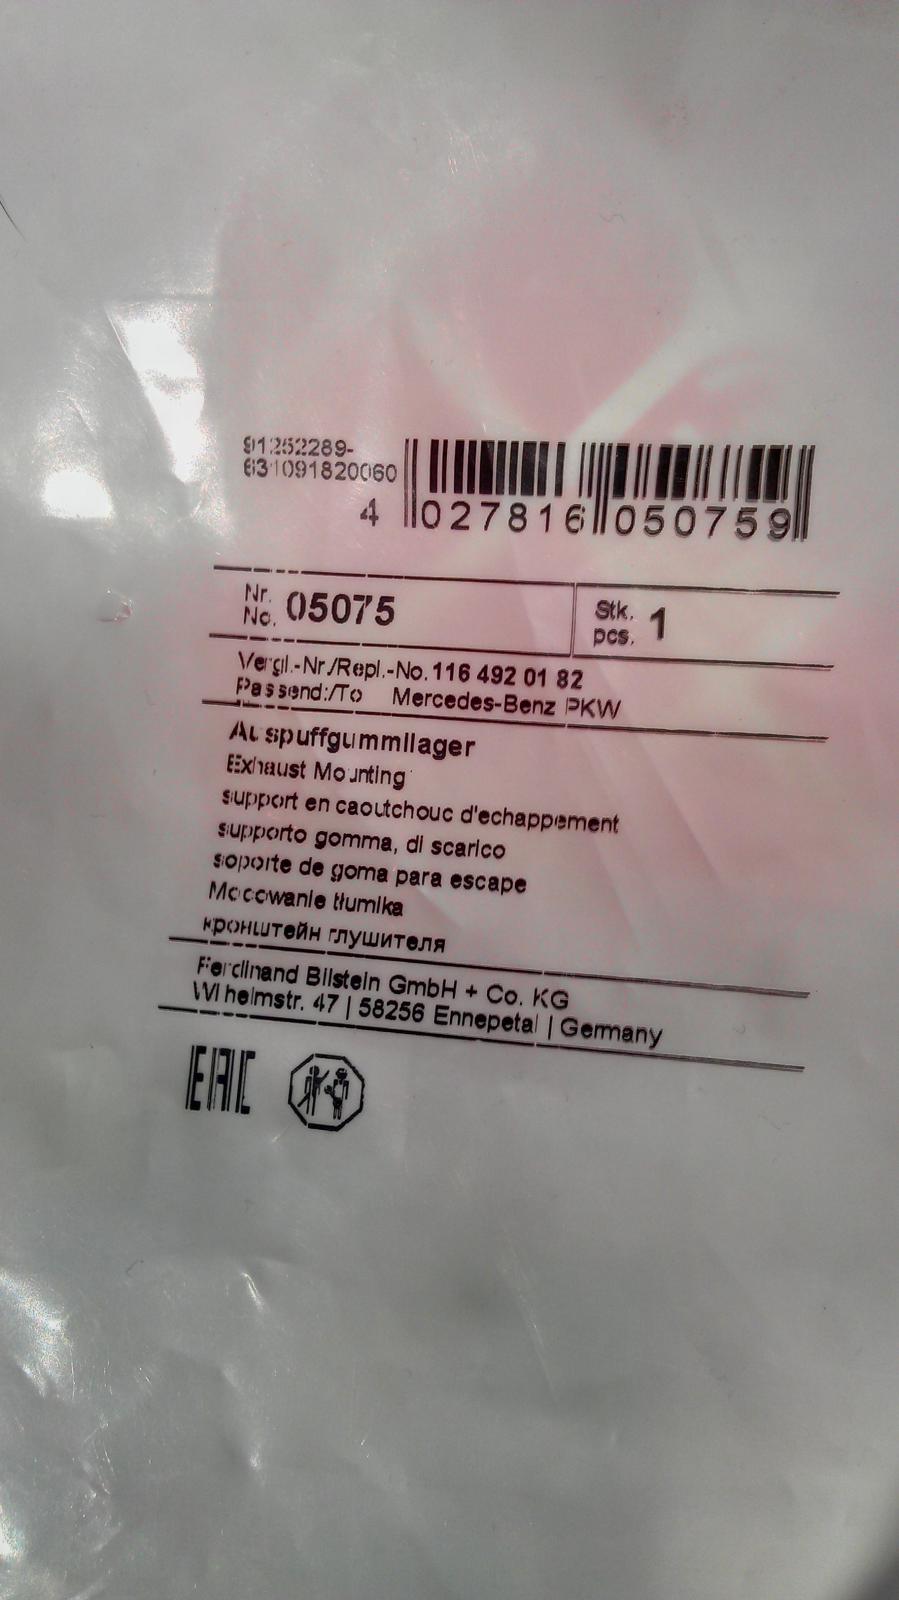 91252289-
631091820060
4 027816 050759
Nr.
No. 05075
Stk.
pcs. 1
Vergl.-Nr./Repl.-No. 116 492 01 82
Passend:/To Mercedes-Benz PKW
Auspuffgummilager
Exhaust Mounting
support en caoutchouc d'echappement
supporto gomma, di scarico
soporte de goma para escape
Mocowanie tłumika
кронштейн глушителя
Ferdinand Bilstein GmbH + Co. KG
Wilhelmstr. 47 | 58256 Ennepetal | Germany
EAC